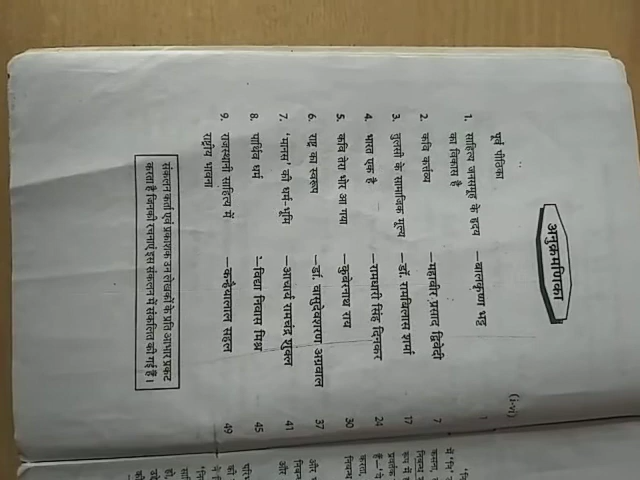 अनुक्रमणिका
पूर्व पीठिका (i-vi)
1. साहित्य जनसमूह के हृदय का विकास है —बालकृष्ण भट्ट 1
2. कवि कर्त्तव्य —महावीर प्रसाद द्विवेदी 7
3. तुलसी के सामाजिक मूल्य —डॉ. रामविलास शर्मा 17
4. भारत एक है —रामधारी सिंह दिनकर 24
5. कवि तेरा भोर आ गया —कुबेरनाथ राय 30
6. राष्ट्र का स्वरूप —डॉ. वासुदेवशरण अग्रवाल 37
7. 'मानस' की धर्म-भूमि —आचार्य रामचंद्र शुक्ल 41
8. पार्थिव धर्म —विद्या निवास मिश्र 45
9. राजस्थानी साहित्य में राष्ट्रीय भावना —कन्हैयालाल सहल 49
संकलन कर्ता एवं प्रकाशक उन लेखकों के प्रति आभार प्रकट
करता है जिनकी रचनाएं इस संकलन में संकलित की गई हैं।